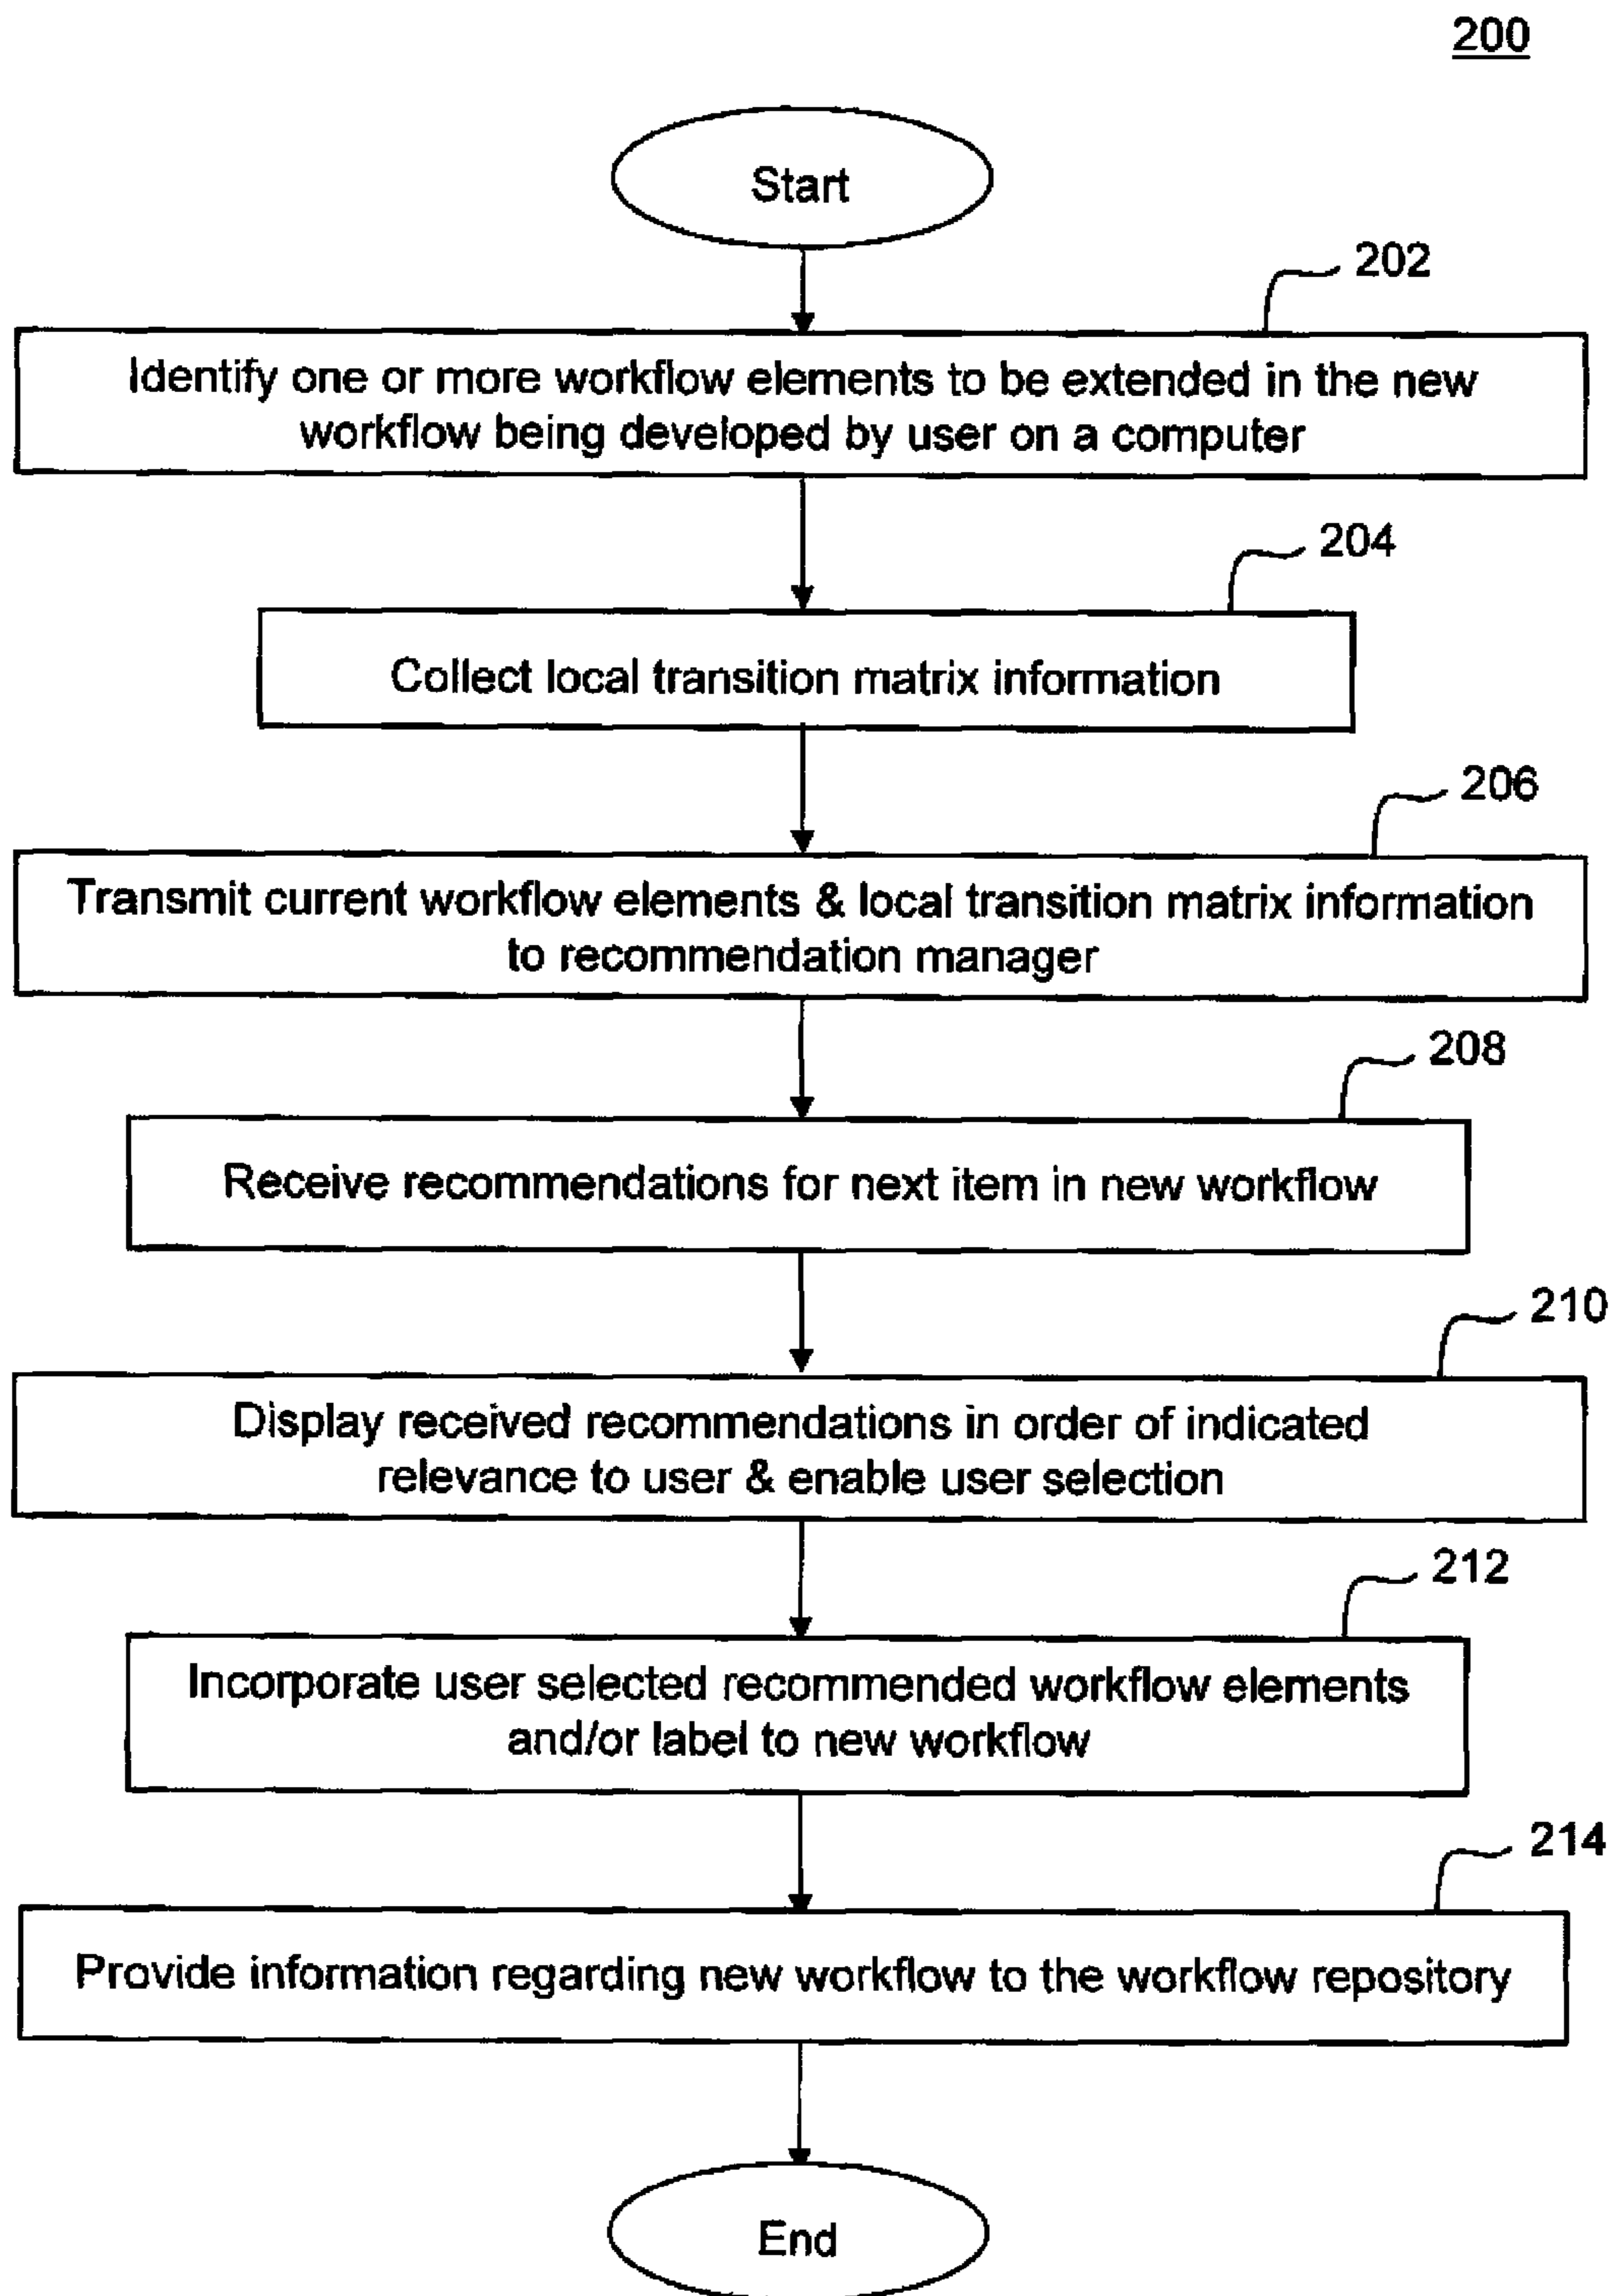 200
Start
202
Identify one or more workflow elements to be extended in the new
workflow being developed by user on a computer
204
Collect local transition matrix information
206
Transmit current workflow elements & local transition matrix information
to recommendation manager
208
Receive recommendations for next item in new workflow
210
Display received recommendations in order of indicated
relevance to user & enable user selection
212
Incorporate user selected recommended workflow elements
and/or label to new workflow
214
Provide information regarding new workflow to the workflow repository
End